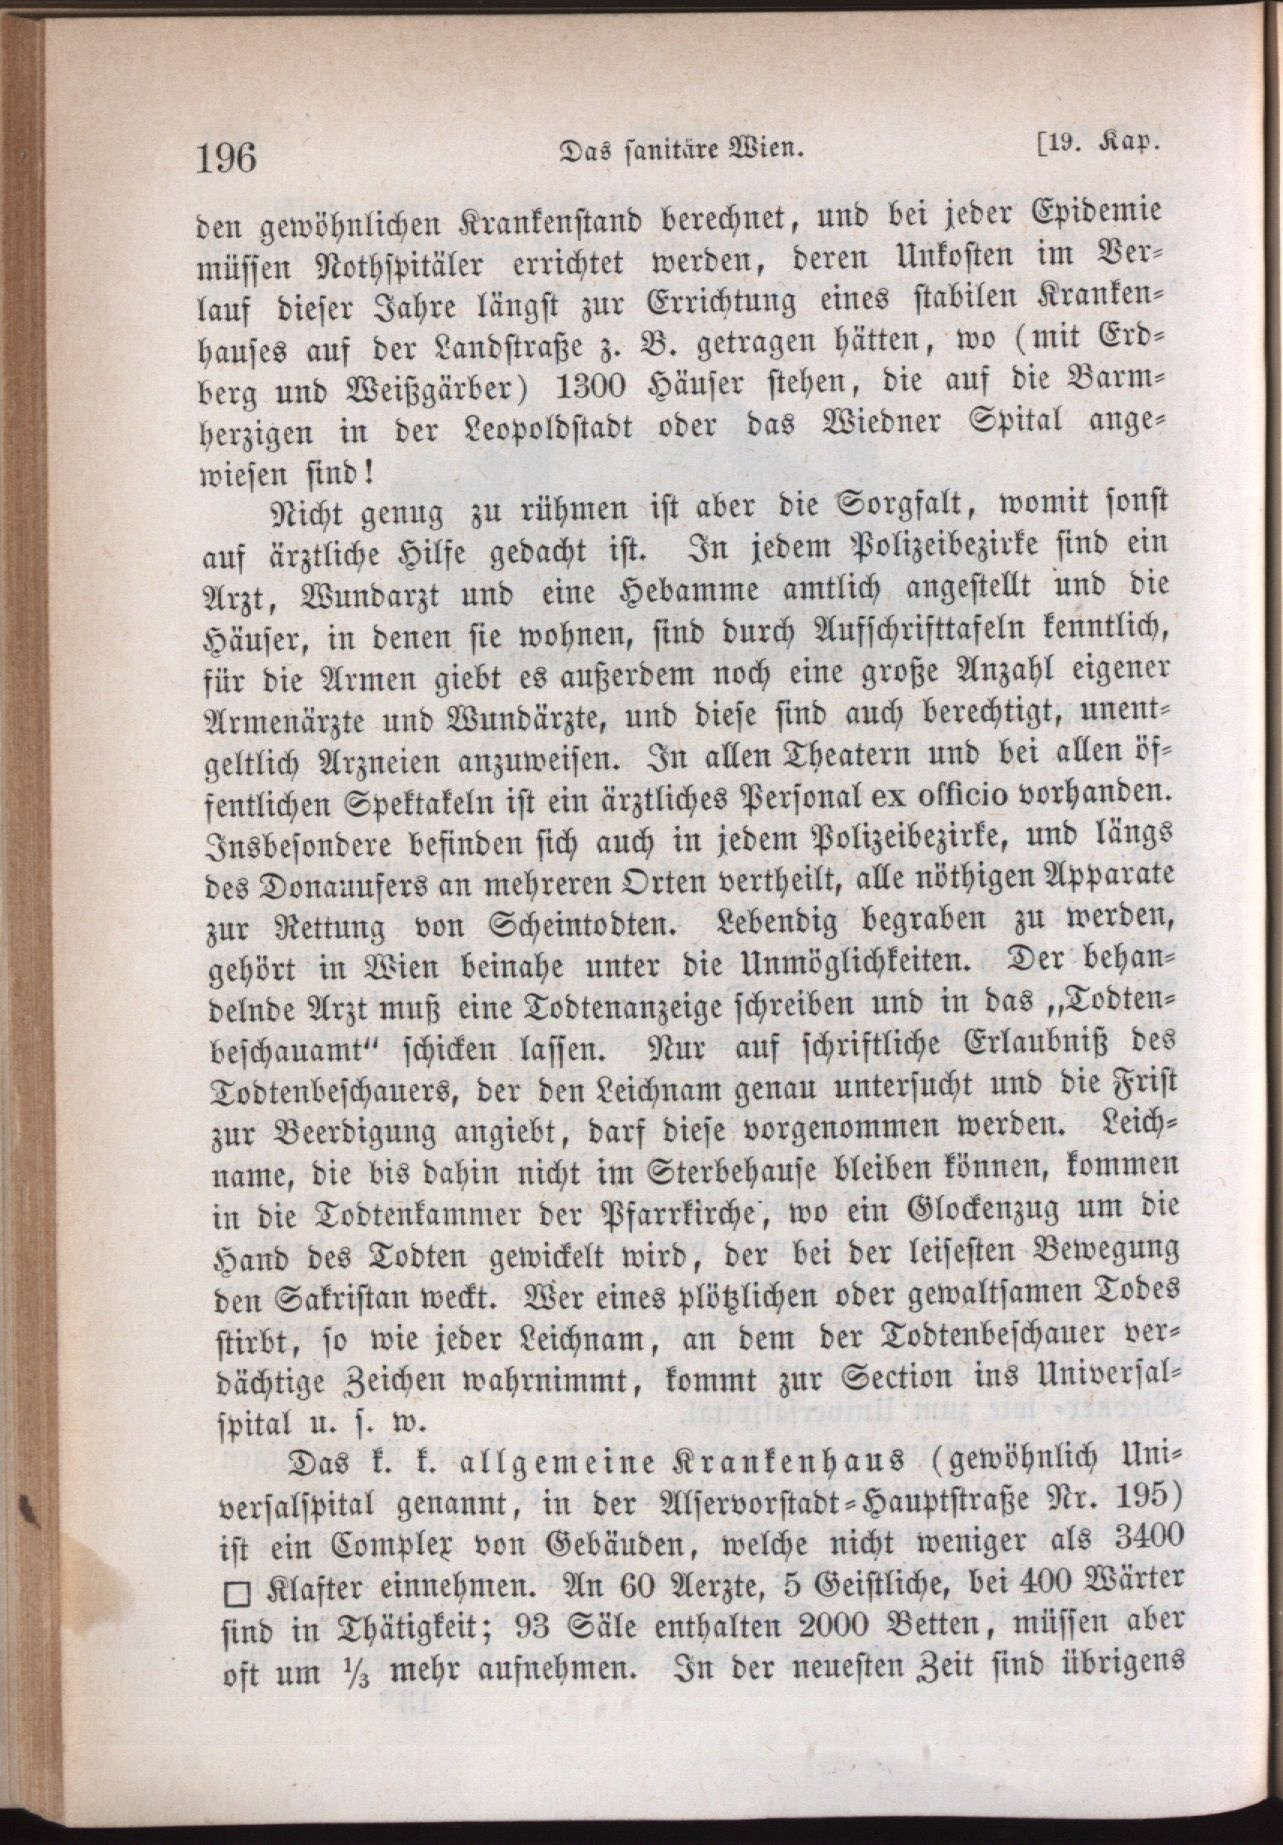 196 Das sanitäre Wien. [19. Kap.
den gewöhnlichen Krankenstand berechnet, und bei jeder Epidemie
müssen Nothspitäler errichtet werden, deren Unkosten im Ver-
lauf dieser Jahre längst zur Errichtung eines stabilen Kranken-
hauses auf der Landstraße z. B. getragen hätten, wo (mit Erd-
berg und Weißgärber) 1300 Häuser stehen, die auf die Barm-
herzigen in der Leopoldstadt oder das Wiedner Spital ange-
wiesen sind!
Nicht genug zu rühmen ist aber die Sorgfalt, womit sonst
auf ärztliche Hilfe gedacht ist. In jedem Polizeibezirke sind ein
Arzt, Wundarzt und eine Hebamme amtlich angestellt und die
Häuser, in denen sie wohnen, sind durch Aufschrifttafeln kenntlich,
für die Armen giebt es außerdem noch eine große Anzahl eigener
Armenärzte und Wundärzte, und diese sind auch berechtigt, unent-
geltlich Arzneien anzuweisen. In allen Theatern und bei allen öf-
fentlichen Spektakeln ist ein ärztliches Personal ex officio vorhanden.
Insbesondere befinden sich auch in jedem Polizeibezirke, und längs
des Donauufers an mehreren Orten vertheilt, alle nöthigen Apparate
zur Rettung von Scheintodten. Lebendig begraben zu werden,
gehört in Wien beinahe unter die Unmöglichkeiten. Der behan-
delnde Arzt muß eine Todtenanzeige schreiben und in das „Todten-
beschauamt“ schicken lassen. Nur auf schriftliche Erlaubniß des
Todtenbeschauers, der den Leichnam genau untersucht und die Frist
zur Beerdigung angiebt, darf diese vorgenommen werden. Leich-
name, die bis dahin nicht im Sterbehause bleiben können, kommen
in die Todtenkammer der Pfarrkirche, wo ein Glockenzug um die
Hand des Todten gewickelt wird, der bei der leisesten Bewegung
den Sakristan weckt. Wer eines plötzlichen oder gewaltsamen Todes
stirbt, so wie jeder Leichnam, an dem der Todtenbeschauer ver-
dächtige Zeichen wahrnimmt, kommt zur Section ins Universal-
spital u. s. w.
Das k. k. allgemeine Krankenhaus (gewöhnlich Uni-
versalspital genannt, in der Alservorstadt-Hauptstraße Nr. 195)
ist ein Complex von Gebäuden, welche nicht weniger als 3400
□ Klafter einnehmen. An 60 Aerzte, 5 Geistliche, bei 400 Wärter
sind in Thätigkeit; 93 Säle enthalten 2000 Betten, müssen aber
oft um 1/3 mehr aufnehmen. In der neuesten Zeit sind übrigens